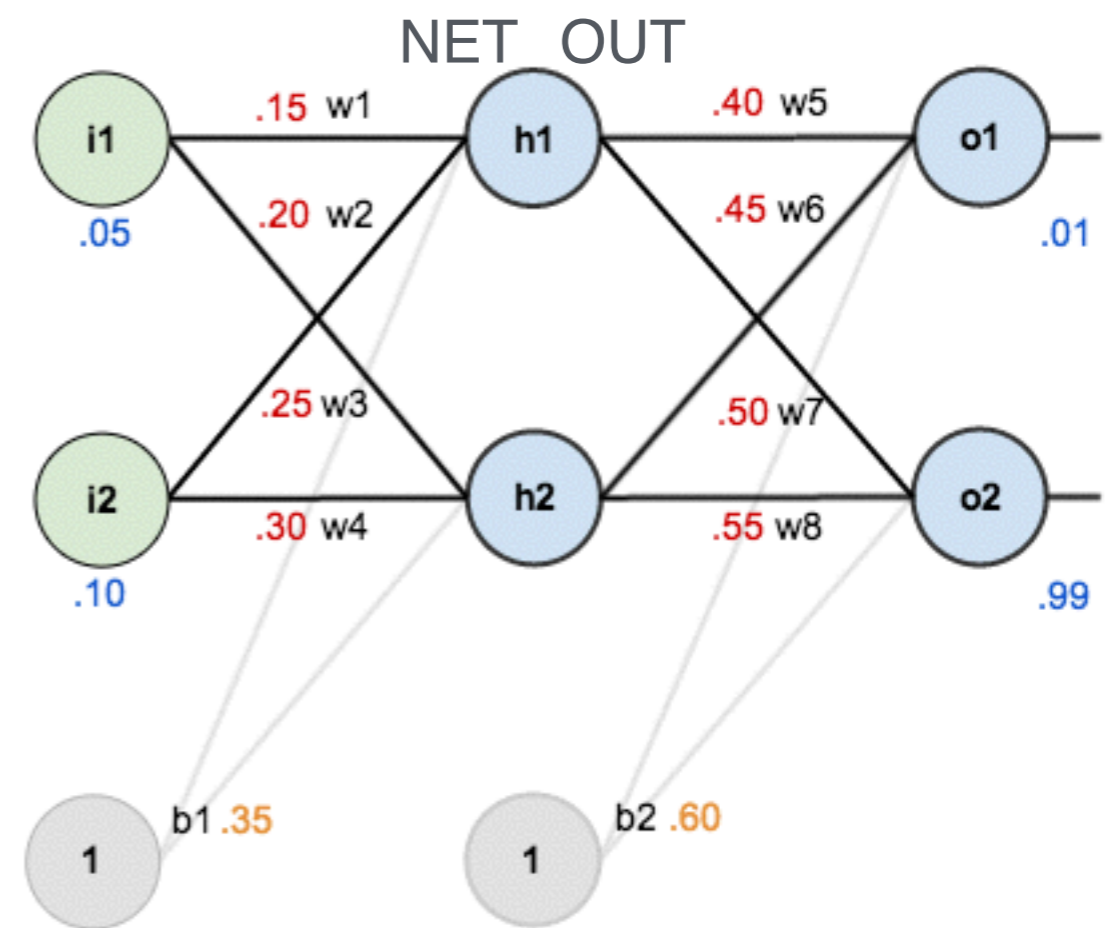 NET OUT
i1
.15 w1
h1
.40 w5
o1
.05
.20 w2
.45 w6
.01
.25 w3
.50 w7
i2
.30 w4
h2
.55 w8
o2
.10
.99
1
b1 .35
1
b2 .60